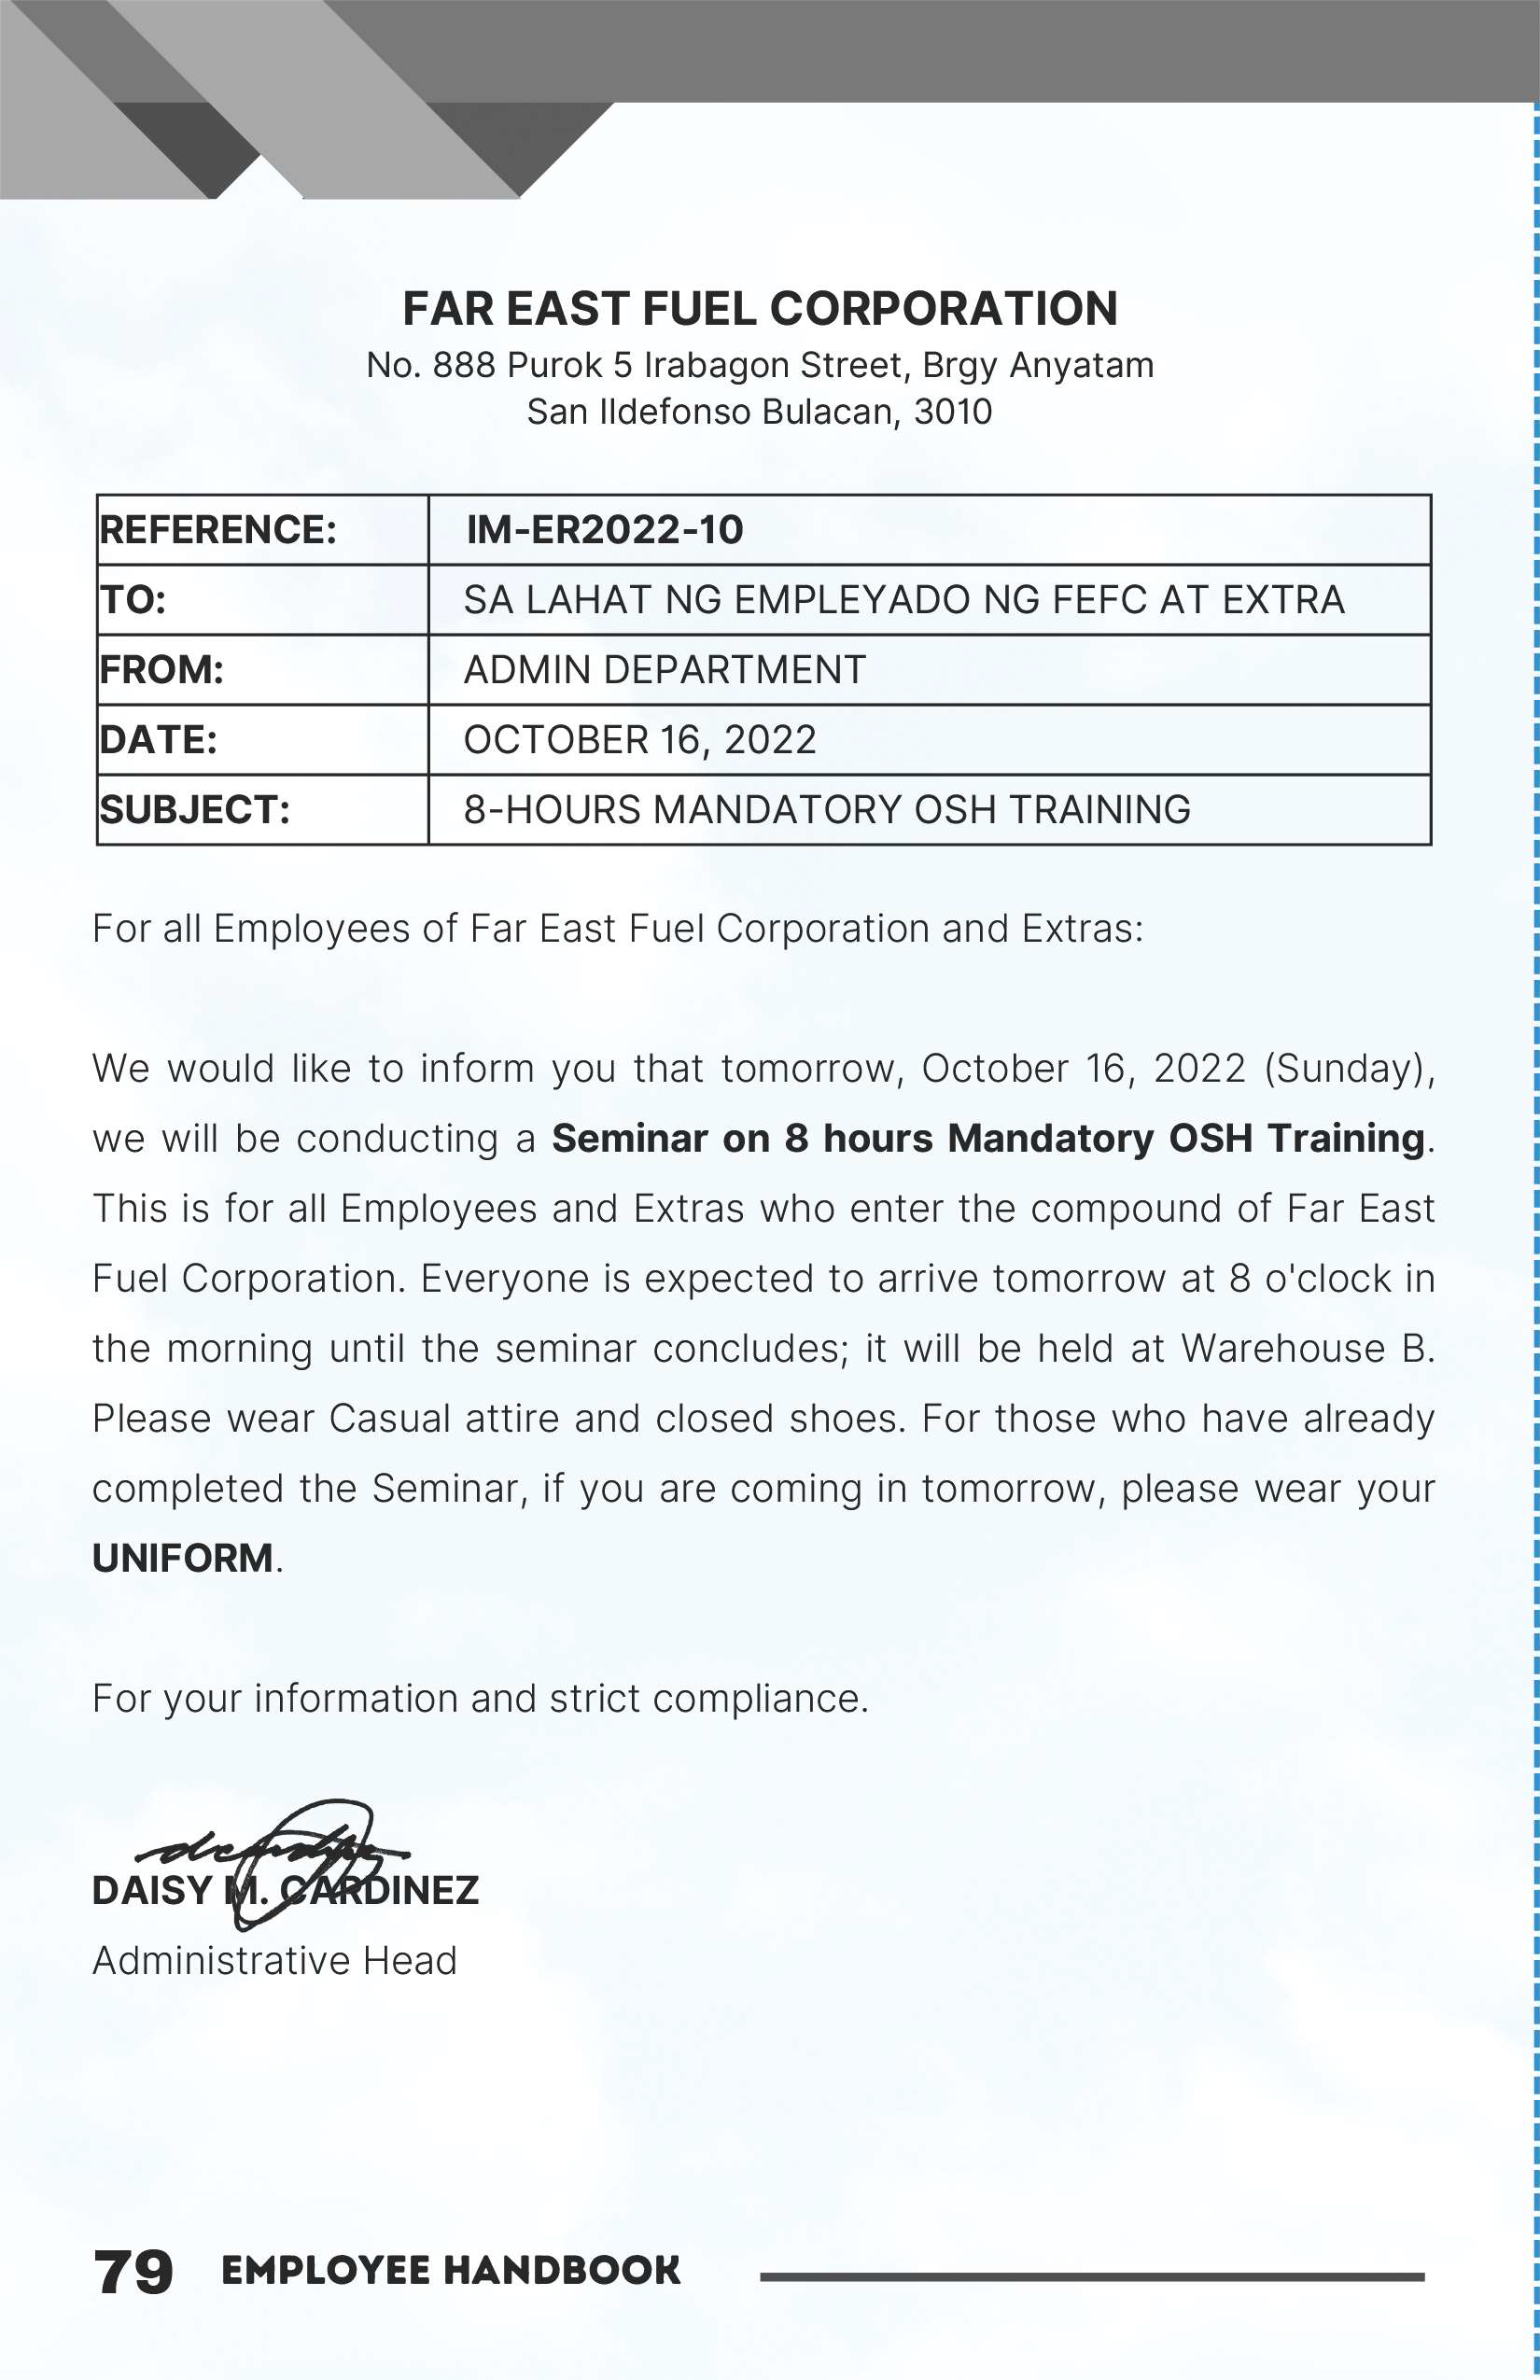 FAR EAST FUEL CORPORATION
No. 888 Purok 5 Irabagon Street, Brgy Anyatam
San Ildefonso Bulacan, 3010
REFERENCE: IM-ER2022-10
TO: SA LAHAT NG EMPLEYADO NG FEFC AT EXTRA
FROM: ADMIN DEPARTMENT
DATE: OCTOBER 16, 2022
SUBJECT: 8-HOURS MANDATORY OSH TRAINING
For all Employees of Far East Fuel Corporation and Extras:
We would like to inform you that tomorrow, October 16, 2022 (Sunday),
we will be conducting a Seminar on 8 hours Mandatory OSH Training.
This is for all Employees and Extras who enter the compound of Far East
Fuel Corporation. Everyone is expected to arrive tomorrow at 8 o'clock in
the morning until the seminar concludes; it will be held at Warehouse B.
Please wear Casual attire and closed shoes. For those who have already
completed the Seminar, if you are coming in tomorrow, please wear your
UNIFORM.
For your information and strict compliance.
DAISY M. CARDINEZ
Administrative Head
79 EMPLOYEE HANDBOOK